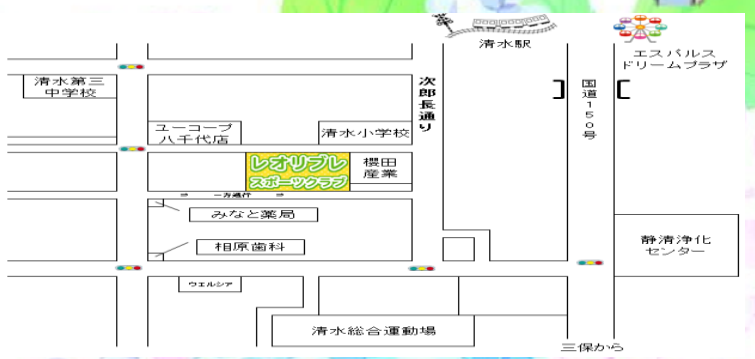 清水駅
エスパルス
ドリームプラザ
清水第三
中学校
次郎長通り
国道150号
ユーコープ
八千代店
清水小学校
レオリブレ
スポーツクラブ
櫻田
産業
一方通行
みなと薬局
相原歯科
静清浄化
センター
ウエルシア
清水総合運動場
三保から